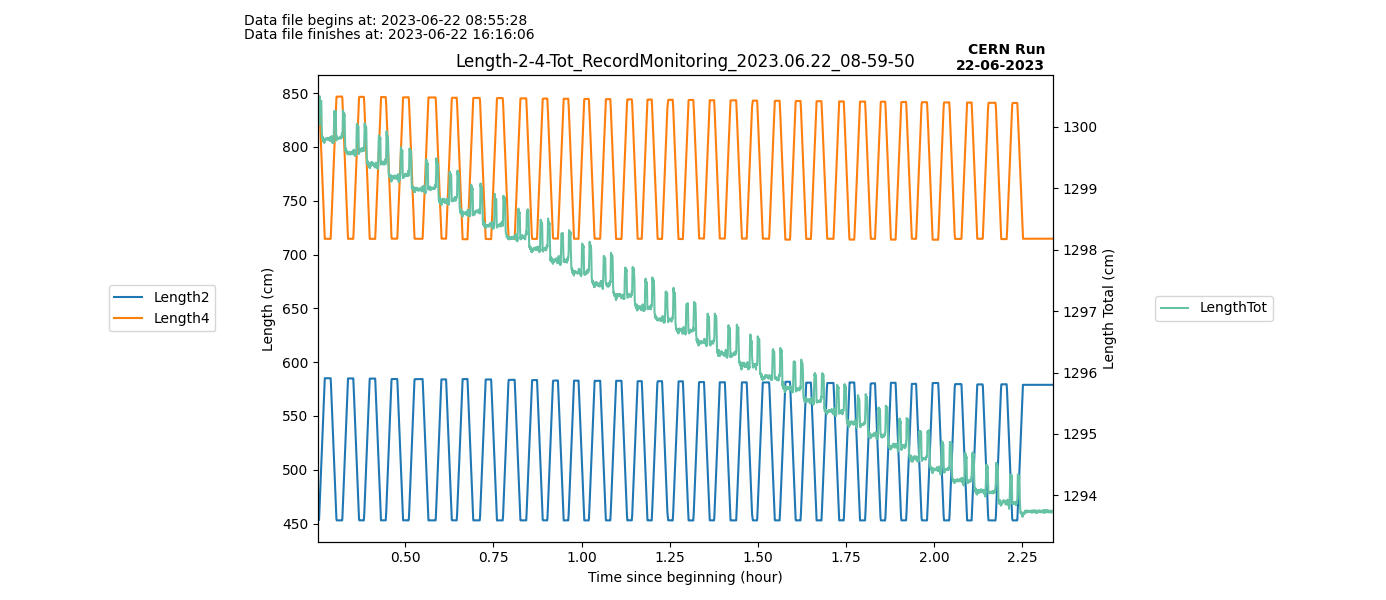 Data file begins at: 2023-06-22 08:55:28
Data file finishes at: 2023-06-22 16:16:06
CERN Run
22-06-2023
Length-2-4-Tot_RecordMonitoring_2023.06.22_08-59-50
850
800
750
700
650
600
550
500
450
Length (cm)
1300
1299
1298
1297
1296
1295
1294
Length Total (cm)
Length2
Length4
LengthTot
0.50 0.75 1.00 1.25 1.50 1.75 2.00 2.25
Time since beginning (hour)